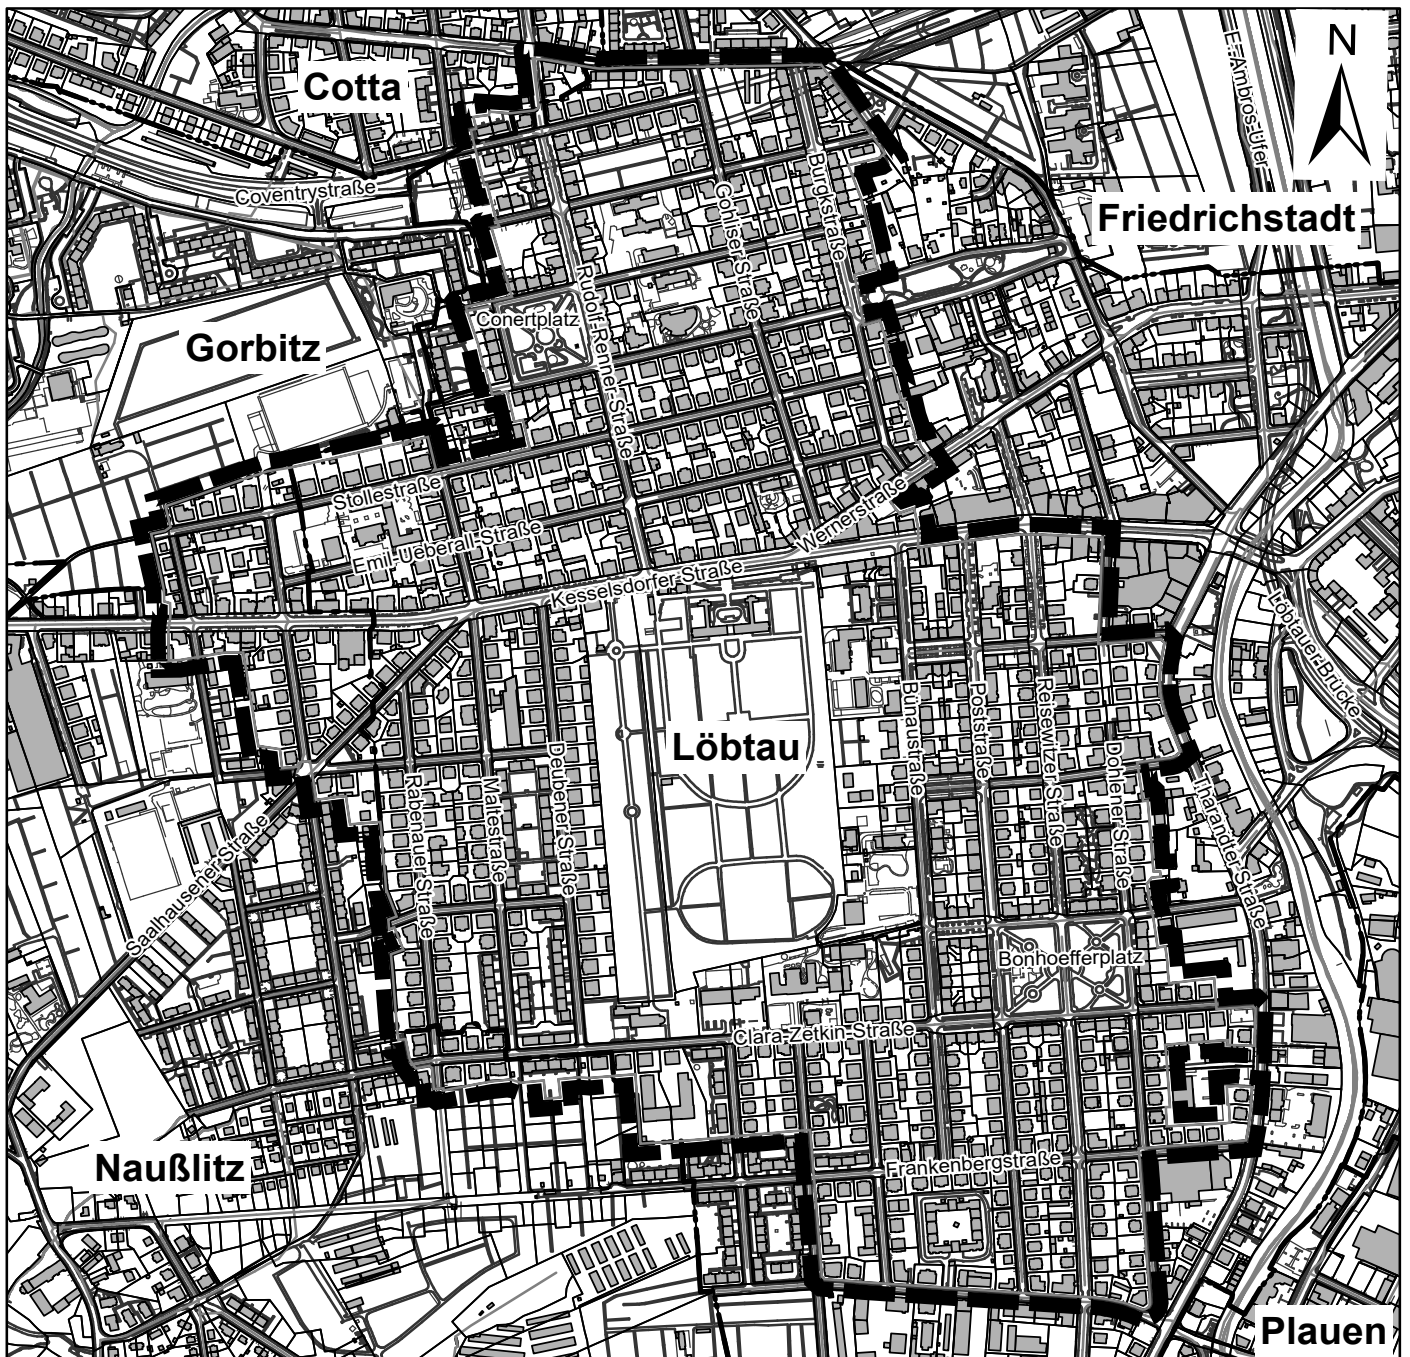 N
E.-Ambros-Ufer
Cotta
Coventrystraße
Burgkstraße
Gohliser Straße
Friedrichstadt
Rudolf-Renner-Straße
Conertplatz
Gorbitz
Stollestraße
Emil-Ueberall-Straße
Wernerstraße
Kesselsdorfer Straße
Löbtauer Brücke
Löbtau
Bünaustraße
Poststraße
Reisewitzer Straße
Dohnaer Straße
Tharandter Straße
Deubener Straße
Malterstraße
Rabenauer Straße
Saalhausener Straße
Bonhoefferplatz
Clara-Zetkin-Straße
Naußlitz
Frankenbergstraße
Plauen